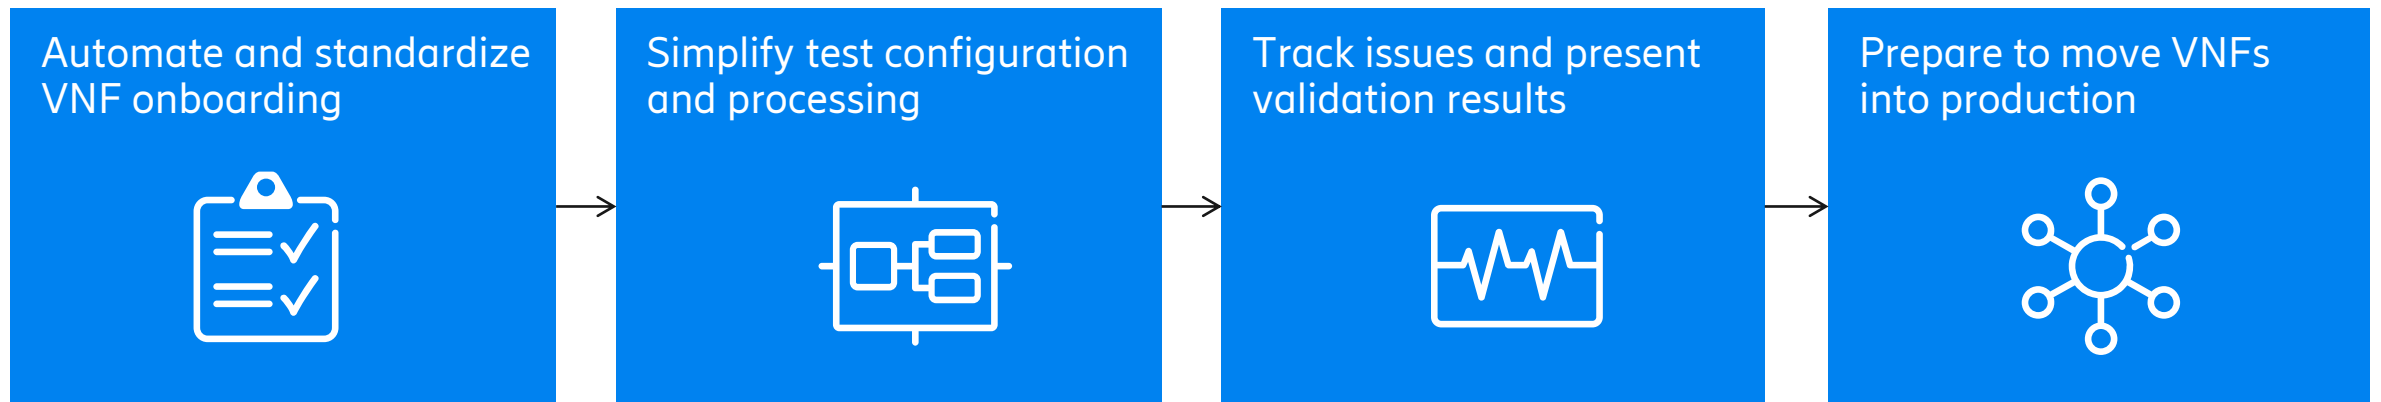 Automate and standardize
VNF onboarding
Simplify test configuration
and processing
Track issues and present
validation results
Prepare to move VNFs
into production